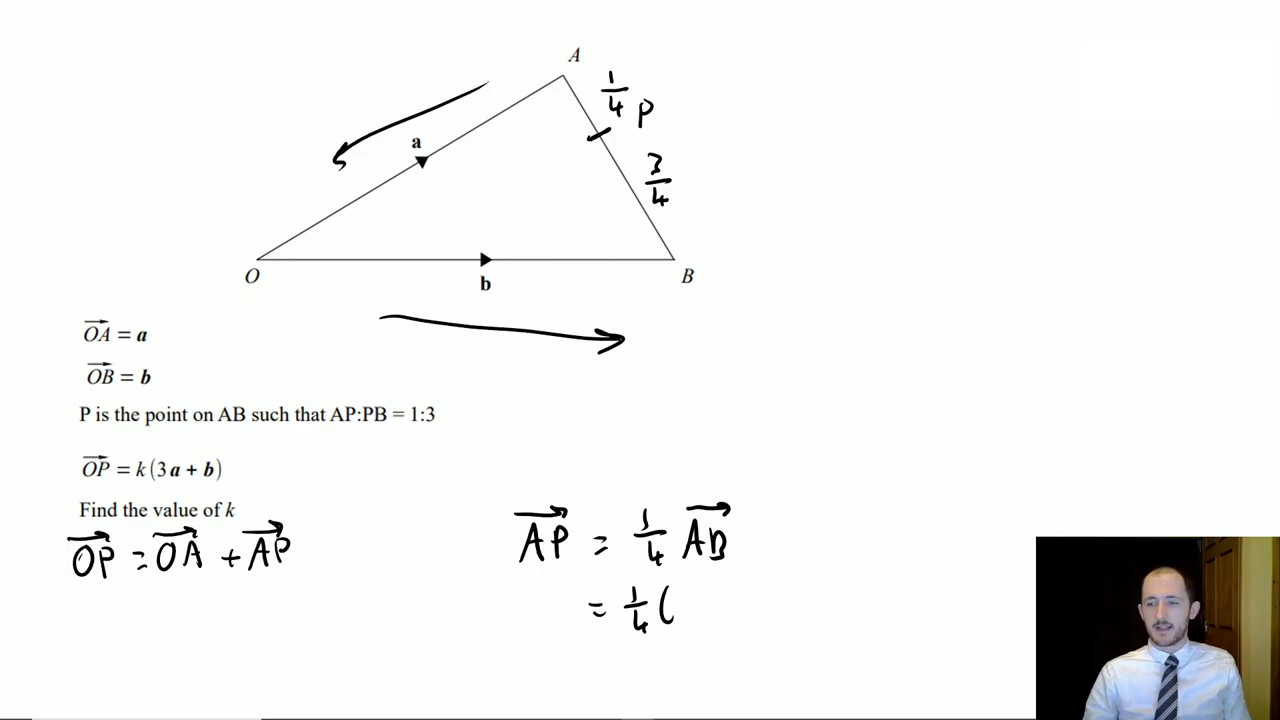 A
1/4 P
a
3/4
O
B
b
OA = a
OB = b
P is the point on AB such that AP:PB = 1:3
OP = k(3a + b)
Find the value of k
OP = OA + AP
AP = 1/4 AB
= 1/4 (